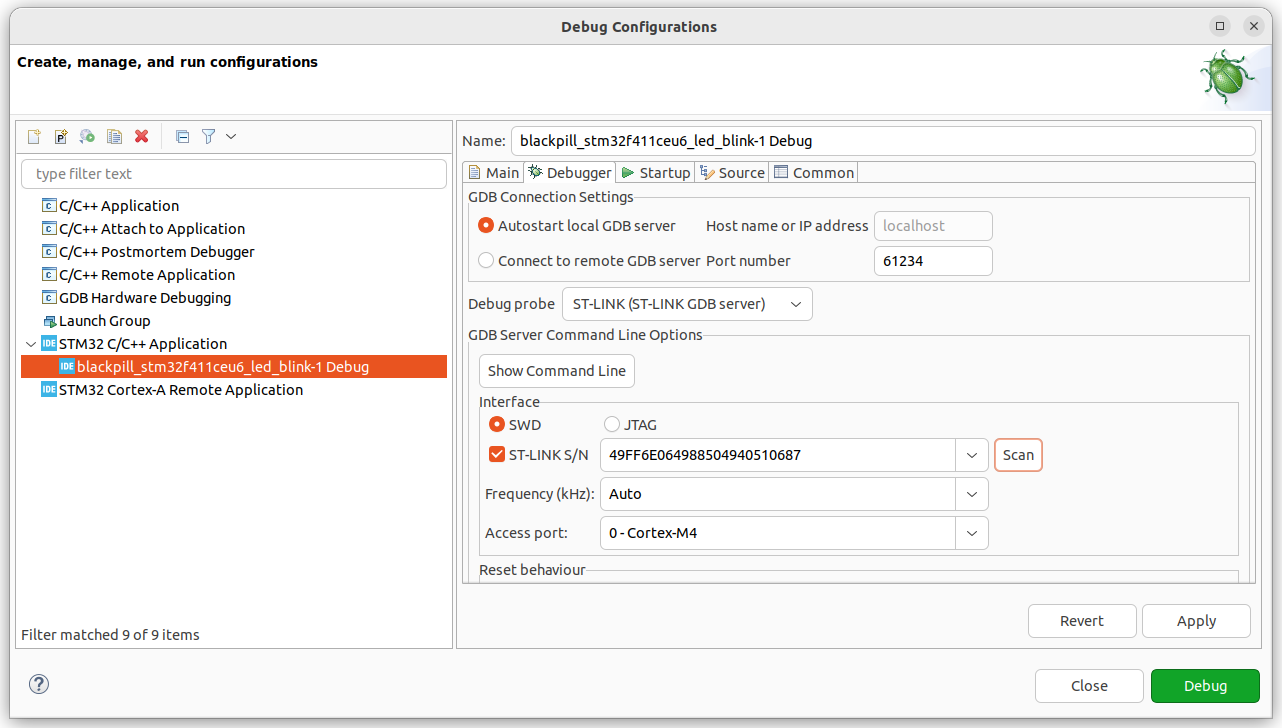 Debug Configurations
Create, manage, and run configurations
type filter text
C/C++ Application
C/C++ Attach to Application
C/C++ Postmortem Debugger
C/C++ Remote Application
GDB Hardware Debugging
Launch Group
STM32 C/C++ Application
IDE blackpill_stm32f411ceu6_led_blink-1 Debug
IDE STM32 Cortex-A Remote Application
Filter matched 9 of 9 items
Name: blackpill_stm32f411ceu6_led_blink-1 Debug
Main Debugger Startup Source Common
GDB Connection Settings
Autostart local GDB server Host name or IP address localhost
Connect to remote GDB server Port number 61234
Debug probe ST-LINK (ST-LINK GDB server)
GDB Server Command Line Options
Show Command Line
Interface
SWD JTAG
ST-LINK S/N 49FF6E064988504940510687 Scan
Frequency (kHz): Auto
Access port: 0 - Cortex-M4
Reset behaviour
Revert Apply
? Close Debug